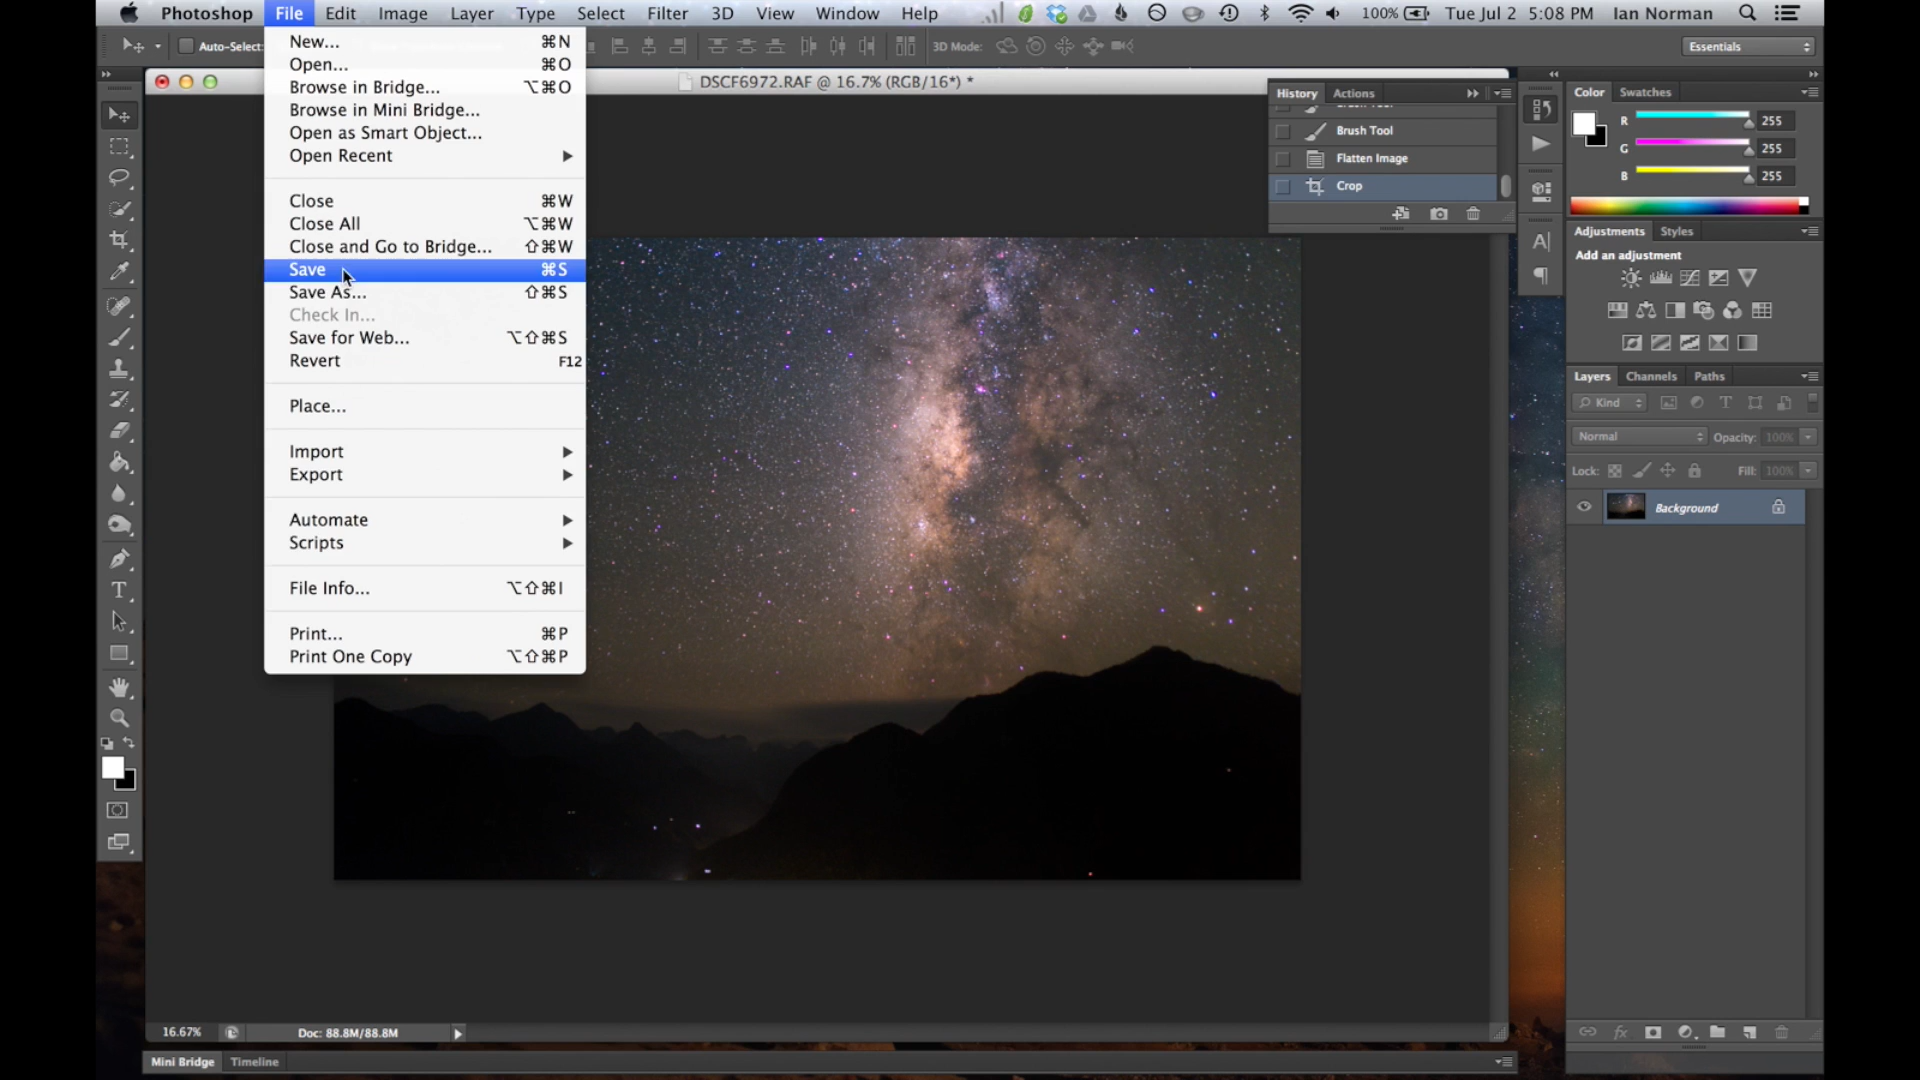 Photoshop File Edit Image Layer Type Select Filter 3D View Window Help 100% Tue Jul 2 5:08 PM Ian Norman
Auto-Select: 3D Mode: Essentials
DSCF6972.RAF @ 16.7% (RGB/16*) *
New... ⌘N
Open... ⌘O
Browse in Bridge... ⌥⌘O
Browse in Mini Bridge...
Open as Smart Object...
Open Recent
Close ⌘W
Close All ⌥⌘W
Close and Go to Bridge... ⇧⌘W
Save ⌘S
Save As... ⇧⌘S
Check In...
Save for Web... ⌥⇧⌘S
Revert F12
Place...
Import
Export
Automate
Scripts
File Info... ⌥⇧⌘I
Print... ⌘P
Print One Copy ⌥⇧⌘P
History Actions
Brush Tool
Flatten Image
Crop
Color Swatches
R 255
G 255
B 255
Adjustments Styles
Add an adjustment
Layers Channels Paths
Kind
Normal Opacity: 100%
Lock: Fill: 100%
Background
16.67% Doc: 88.8M/88.8M
Mini Bridge Timeline